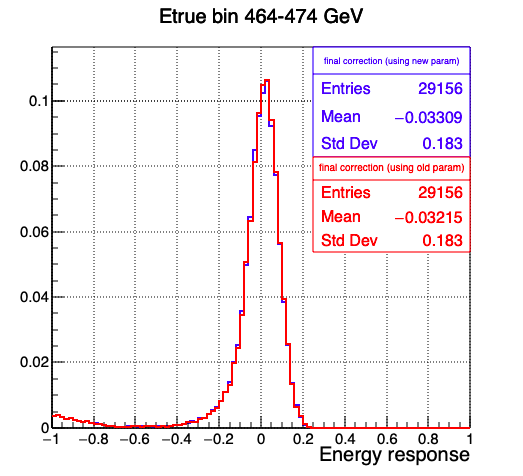 Etrue bin 464-474 GeV
final correction (using new param)
Entries 29156
Mean −0.03309
Std Dev 0.183
final correction (using old param)
Entries 29156
Mean −0.03215
Std Dev 0.183
0.1
0.08
0.06
0.04
0.02
0
−1 −0.8 −0.6 −0.4 −0.2 0 0.2 0.4 0.6 0.8 1
Energy response